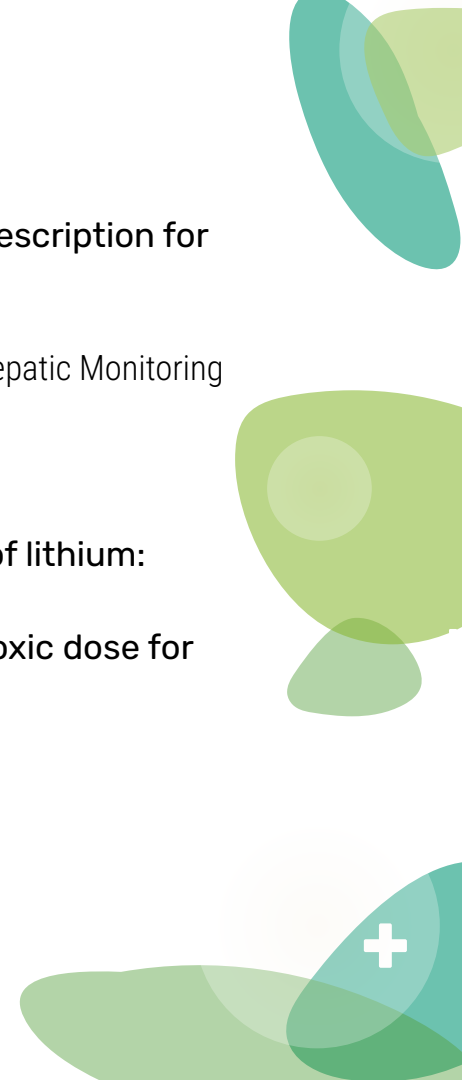 escription for
epatic Monitoring
of lithium:
oxic dose for